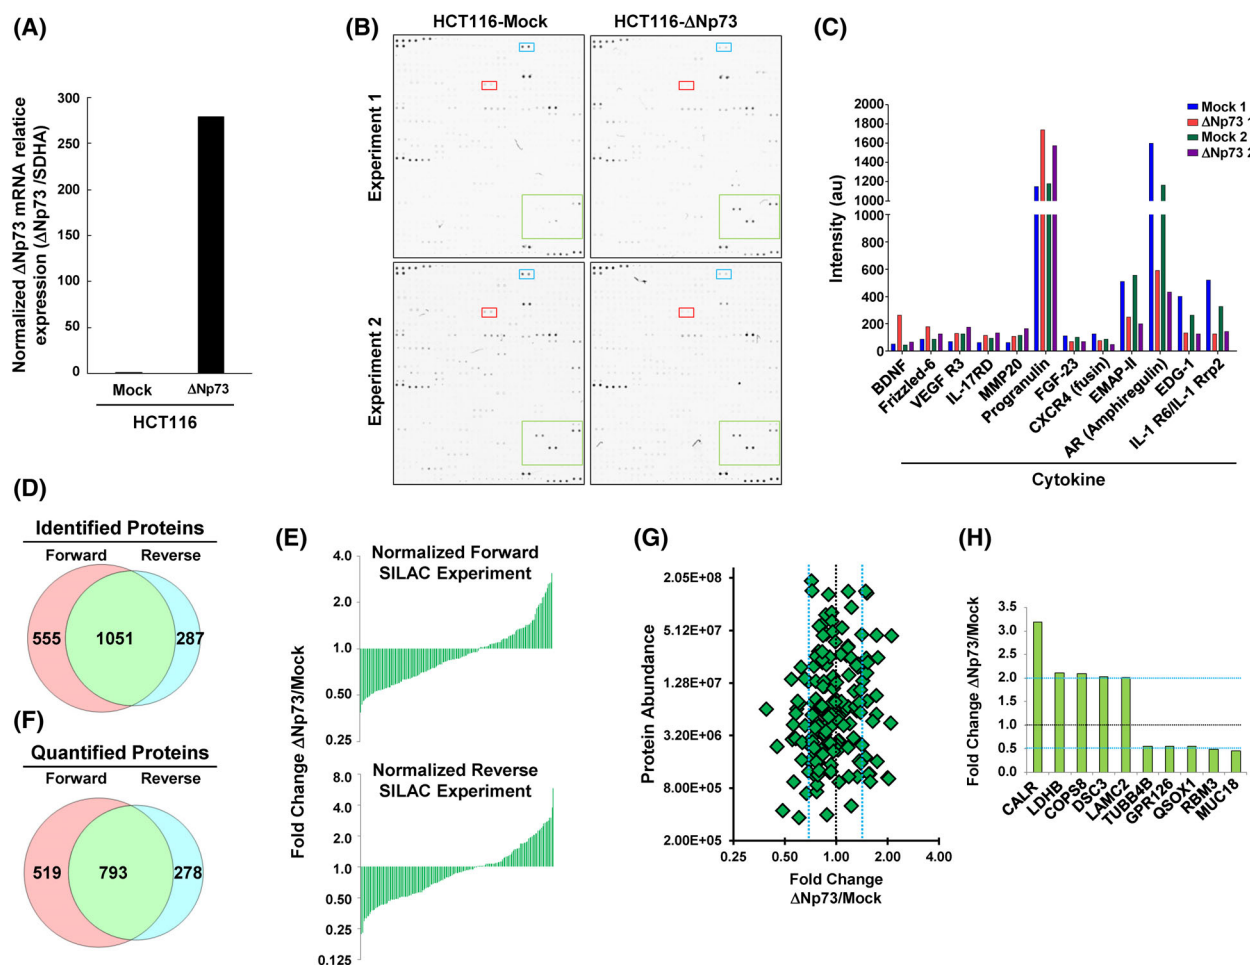 (A)
Normalized ΔNp73 mRNA relatice
expression (ΔNp73 /SDHA)
300
250
200
150
100
50
0
Mock
ΔNp73
HCT116
(B)
HCT116-Mock
HCT116-ΔNp73
Experiment 1
Experiment 2
(C)
Intensity (au)
2000
1800
1600
1400
1200
1000
800
600
400
200
0
Mock 1
ΔNp73 1
Mock 2
ΔNp73 2
BDNF
Frizzled-6
VEGF R3
IL-17RD
MMP20
Progranulin
FGF-23
CXCR4 (fusin)
EMAP-II
AR (Amphiregulin)
EDG-1
IL-1 R6/IL-1 Rrp2
Cytokine
(D)
Identified Proteins
Forward
Reverse
555
1051
287
(F)
Quantified Proteins
Forward
Reverse
519
793
278
(E)
Fold Change ΔNp73/Mock
Normalized Forward
SILAC Experiment
4.0
2.0
1.0
0.50
0.25
Normalized Reverse
SILAC Experiment
8.0
4.0
2.0
1.0
0.50
0.25
0.125
(G)
Protein Abundance
2.05E+08
5.12E+07
1.28E+07
3.20E+06
8.00E+05
2.00E+05
0.25
0.50
1.00
2.00
4.00
Fold Change
ΔNp73/Mock
(H)
Fold Change ΔNp73/Mock
3.5
3.0
2.5
2.0
1.5
1.0
0.5
0.0
CALR
LDHB
COPS8
DSC3
LAMC2
TUBB4B
GPR126
QSOX1
RBM3
MUC18